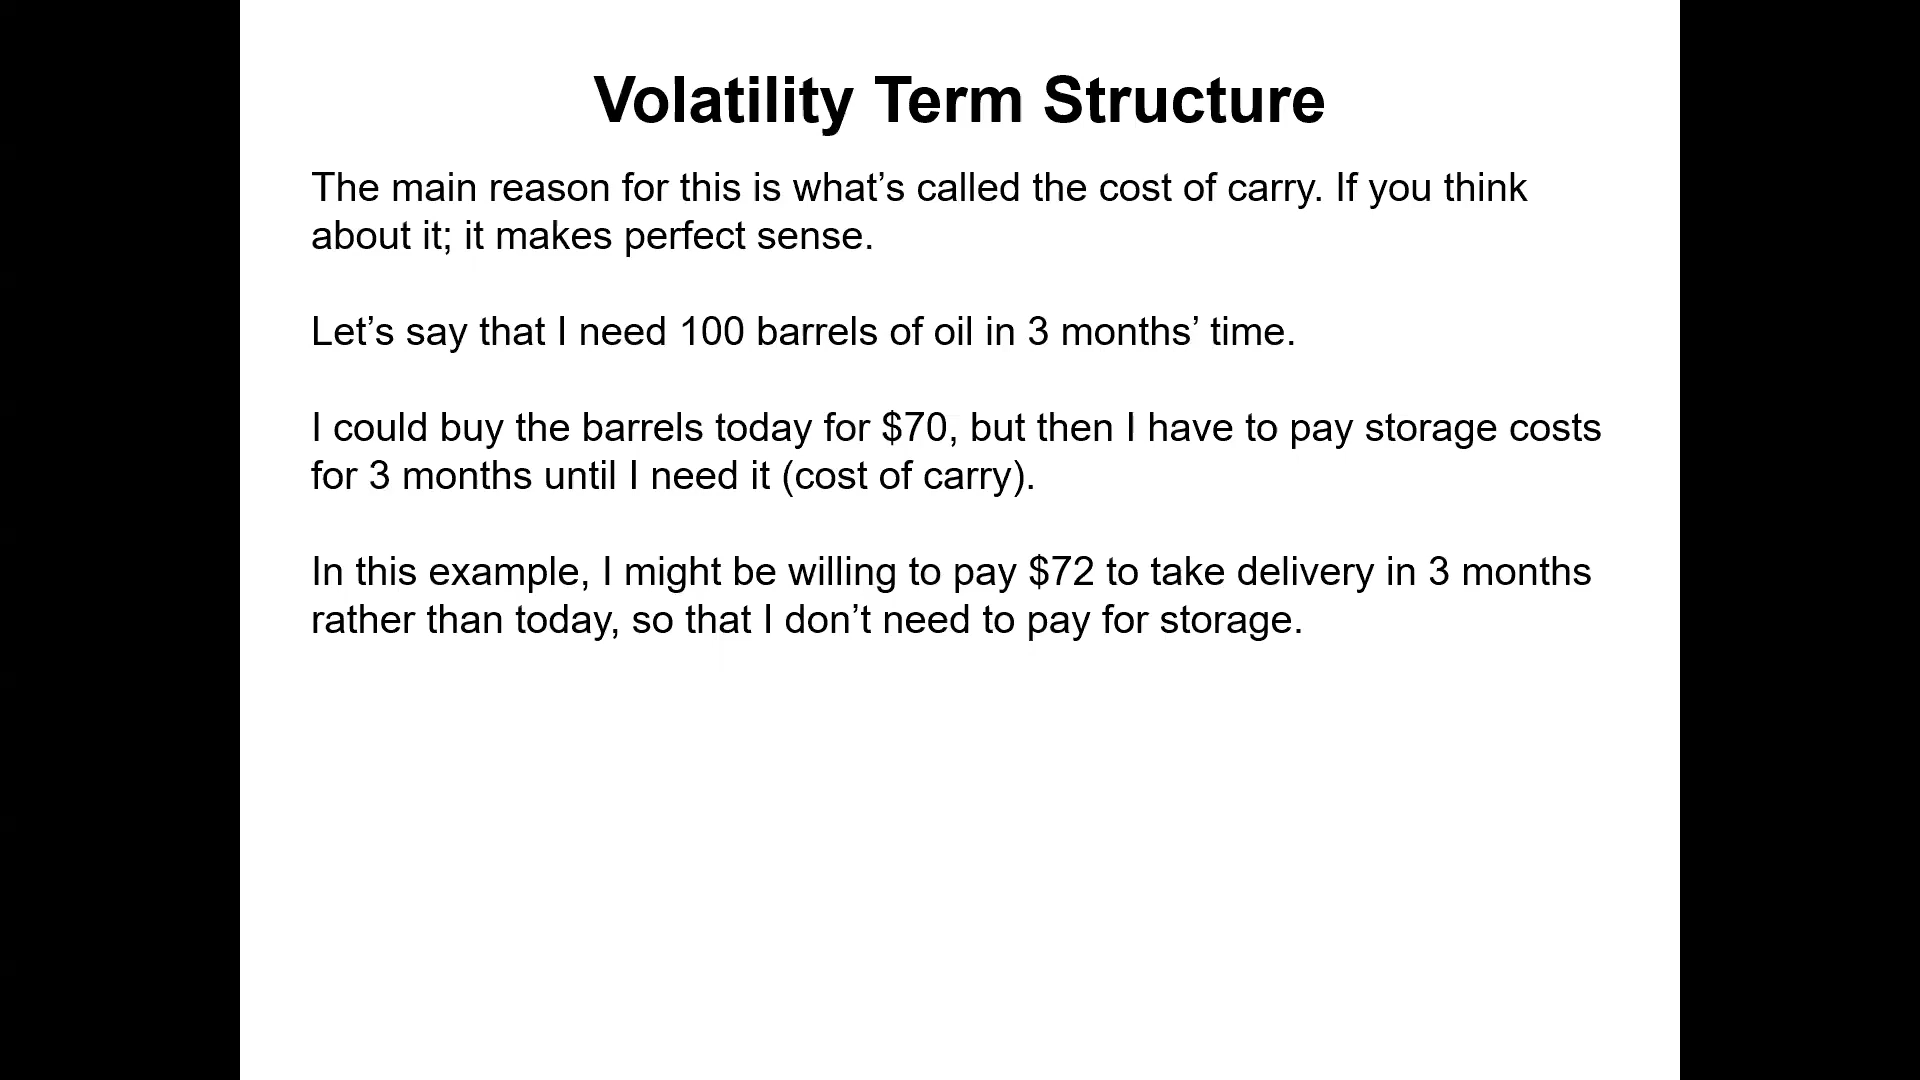 Volatility Term Structure
The main reason for this is what’s called the cost of carry. If you think
about it; it makes perfect sense.
Let’s say that I need 100 barrels of oil in 3 months’ time.
I could buy the barrels today for $70, but then I have to pay storage costs
for 3 months until I need it (cost of carry).
In this example, I might be willing to pay $72 to take delivery in 3 months
rather than today, so that I don’t need to pay for storage.